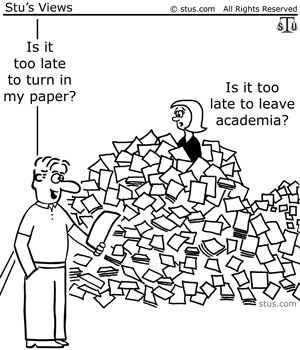 Stu's Views
© stus.com All Rights Reserved
Is it
too late
to turn in
my paper?
Is it too
late to leave
academia?
stus.com